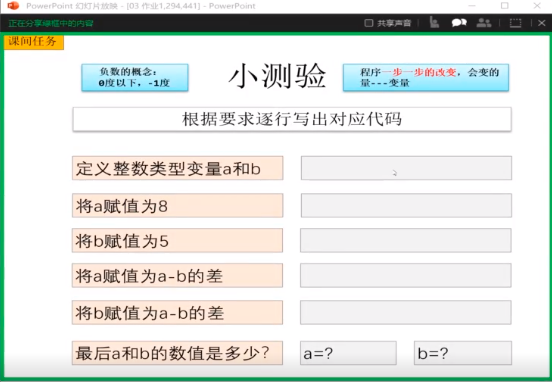 PowerPoint 幻灯片放映 - [03 作业1,294,441] - PowerPoint
正在分享绿框中的内容
共享声音
课间任务
负数的概念：
0度以下，-1度
小测验
程序一步一步的改变，会变的
量---变量
根据要求逐行写出对应代码
定义整数类型变量a和b
将a赋值为8
将b赋值为5
将a赋值为a-b的差
将b赋值为a-b的差
最后a和b的数值是多少？
a=?
b=?